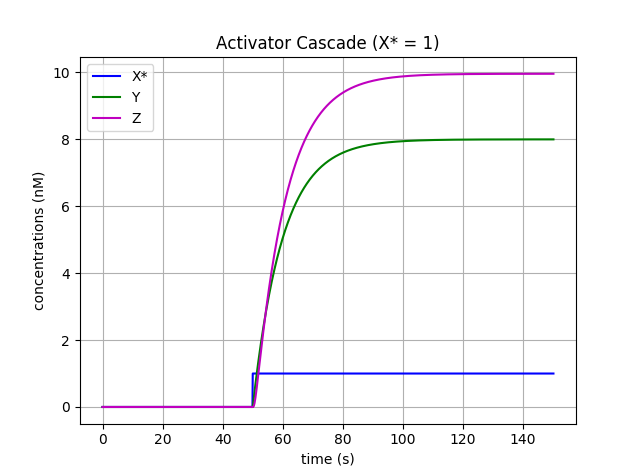 Activator Cascade (X* = 1)
X*
Y
Z
concentrations (nM)
10
8
6
4
2
0
0 20 40 60 80 100 120 140
time (s)